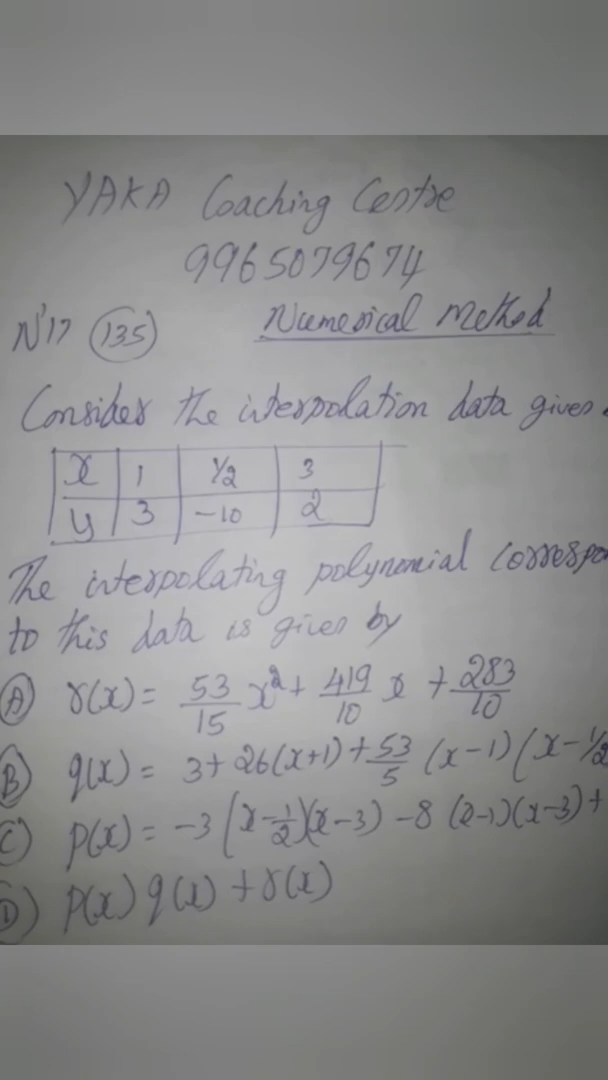 YAKA Coaching Centre
9965079674
N'17 (135) Numerical Method
Consider the interpolation data given
x 1 1/2 3
y 3 -10 2
The interpolating polynomial
to this data is given by
(A) r(x) = 53/15 x² + 419/10 x + 283/10
(B) q(x) = 3 + 26(x+1) + 53/5 (x-1)(x-1/2
(C) p(x) = -3 (x-1/2)(x-3) -8 (x-1)(x-3) +
(D) p(x) q(x) + r(x)